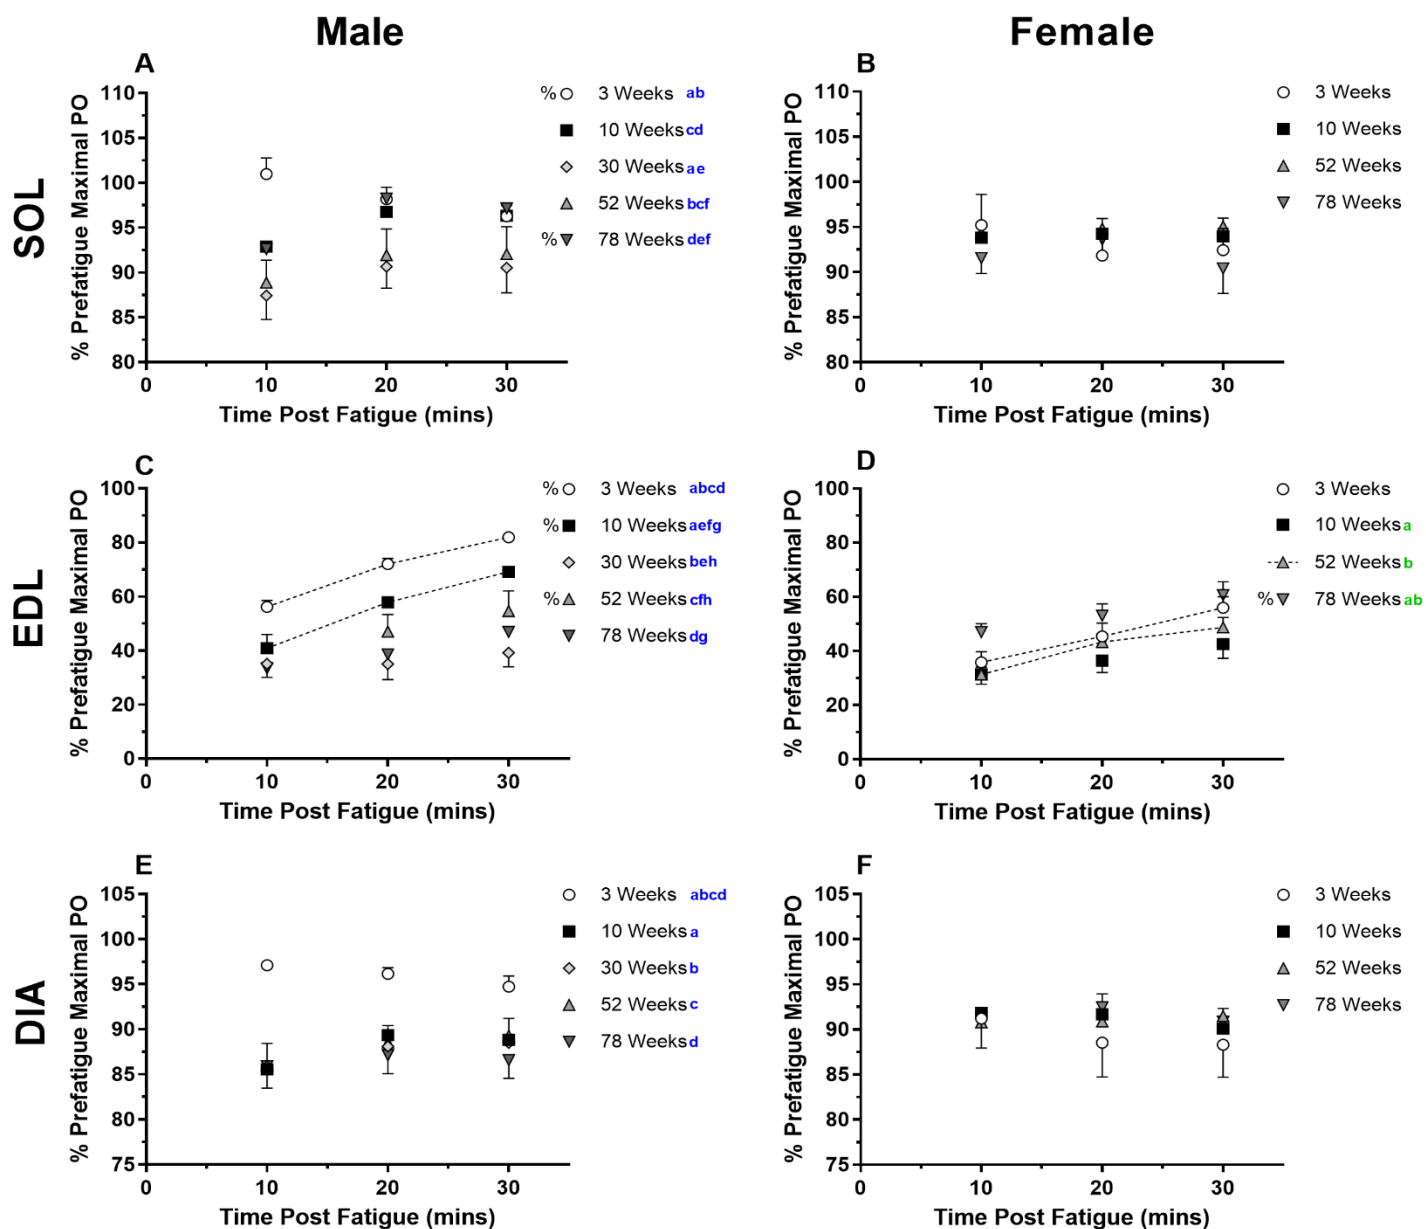 Male
Female
SOL
A
% Prefatigue Maximal PO
110
105
100
95
90
85
80
0
10
20
30
Time Post Fatigue (mins)
% 3 Weeks ab
10 Weeks cd
30 Weeks ae
52 Weeks bcf
% 78 Weeks def
B
% Prefatigue Maximal PO
110
105
100
95
90
85
80
0
10
20
30
Time Post Fatigue (mins)
3 Weeks
10 Weeks
52 Weeks
78 Weeks
EDL
C
% Prefatigue Maximal PO
100
80
60
40
20
0
0
10
20
30
Time Post Fatigue (mins)
% 3 Weeks abcd
% 10 Weeks aefg
30 Weeks beh
% 52 Weeks cfh
78 Weeks dg
D
% Prefatigue Maximal PO
100
80
60
40
20
0
0
10
20
30
Time Post Fatigue (mins)
3 Weeks
10 Weeks a
52 Weeks b
% 78 Weeks ab
DIA
E
% Prefatigue Maximal PO
105
100
95
90
85
80
75
0
10
20
30
Time Post Fatigue (mins)
3 Weeks abcd
10 Weeks a
30 Weeks b
52 Weeks c
78 Weeks d
F
% Prefatigue Maximal PO
105
100
95
90
85
80
75
0
10
20
30
Time Post Fatigue (mins)
3 Weeks
10 Weeks
52 Weeks
78 Weeks